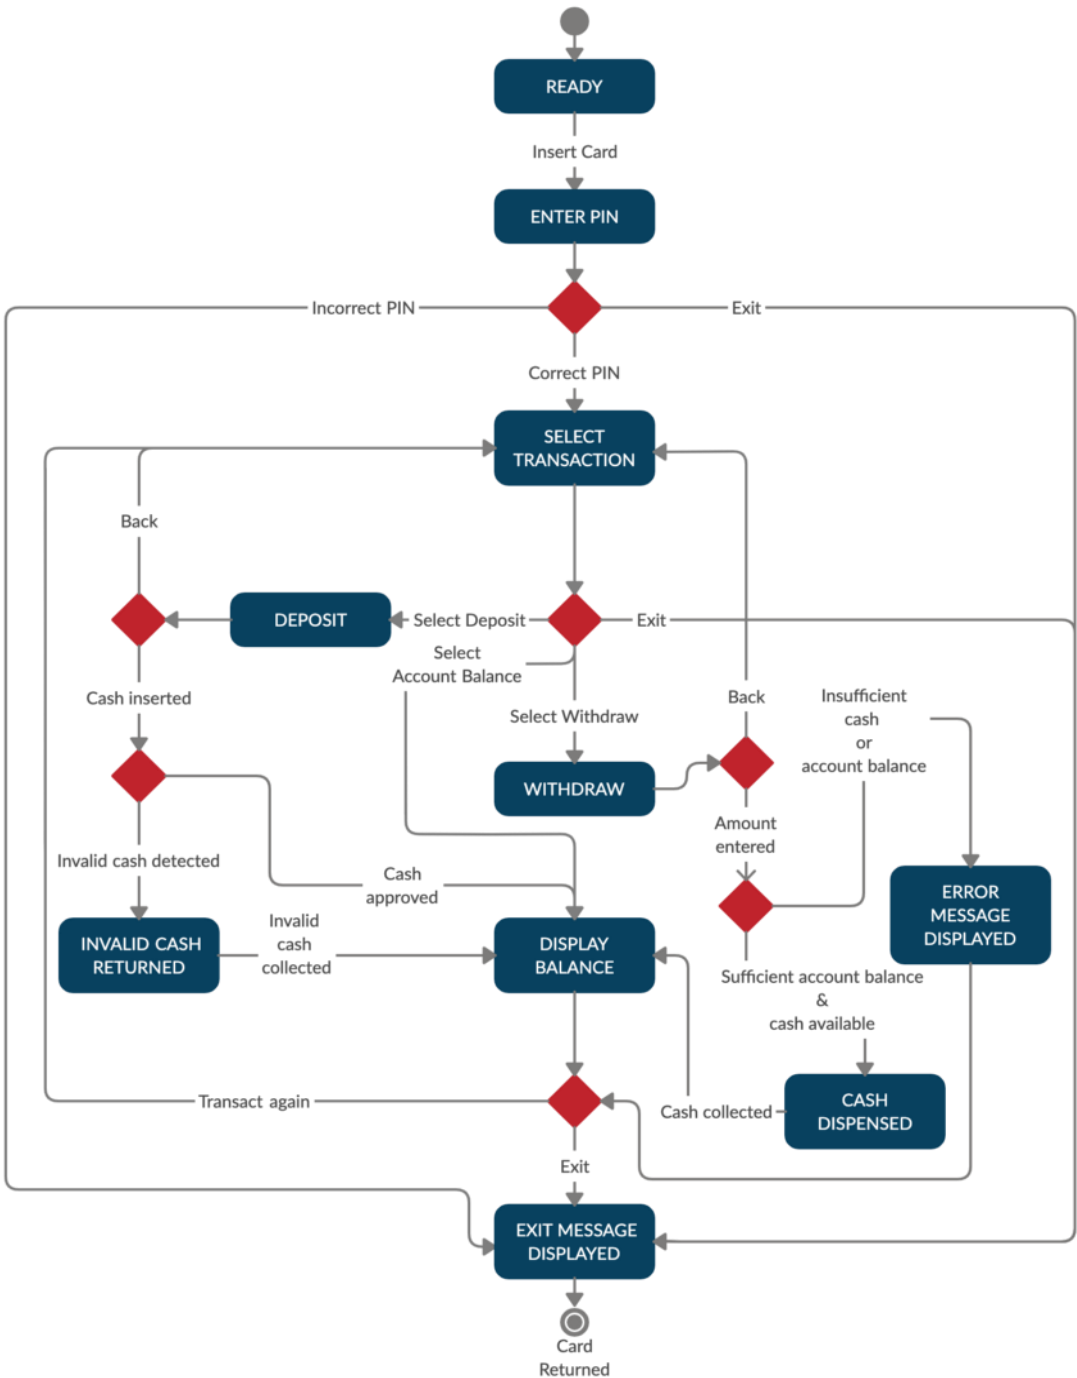 READY
Insert Card
ENTER PIN
Incorrect PIN
Exit
Correct PIN
SELECT
TRANSACTION
Back
DEPOSIT
Select Deposit
Exit
Select
Account Balance
Cash inserted
Select Withdraw
Back
Insufficient
cash
or
account balance
WITHDRAW
Amount
entered
Invalid cash detected
Cash
approved
ERROR
MESSAGE
DISPLAYED
INVALID CASH
RETURNED
Invalid
cash
collected
DISPLAY
BALANCE
Sufficient account balance
&
cash available
Transact again
Cash collected
CASH
DISPENSED
Exit
EXIT MESSAGE
DISPLAYED
Card
Returned